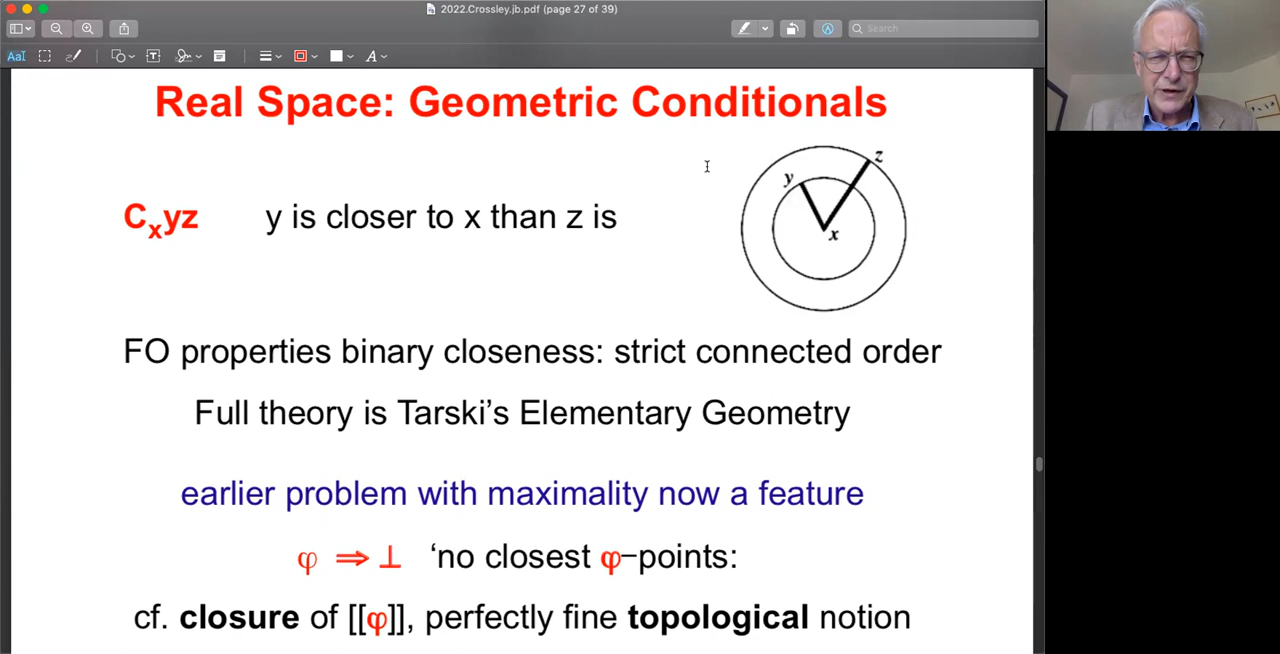 2022.Crossley.jb.pdf (page 27 of 39)
Search
AaI
T
A
Real Space: Geometric Conditionals
Cₓyz y is closer to x than z is
z
y
x
FO properties binary closeness: strict connected order
Full theory is Tarski’s Elementary Geometry
earlier problem with maximality now a feature
φ ⇒ ⊥ ‘no closest φ–points:
cf. closure of [[φ]], perfectly fine topological notion